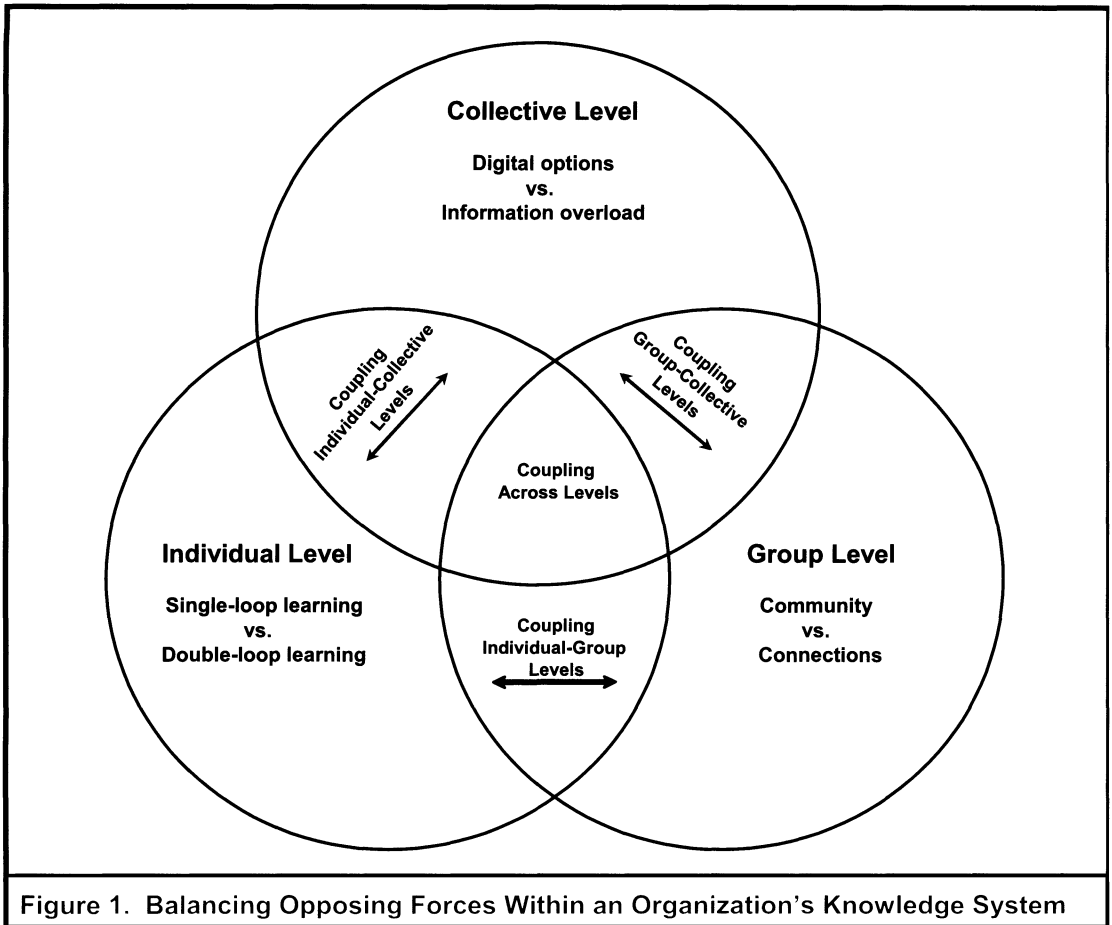 Collective Level
Digital options
vs.
Information overload
Coupling
Individual-Collective
Levels
Coupling
Group-Collective
Levels
Coupling
Across Levels
Individual Level
Single-loop learning
vs.
Double-loop learning
Group Level
Community
vs.
Connections
Coupling
Individual-Group
Levels
Figure 1. Balancing Opposing Forces Within an Organization's Knowledge System